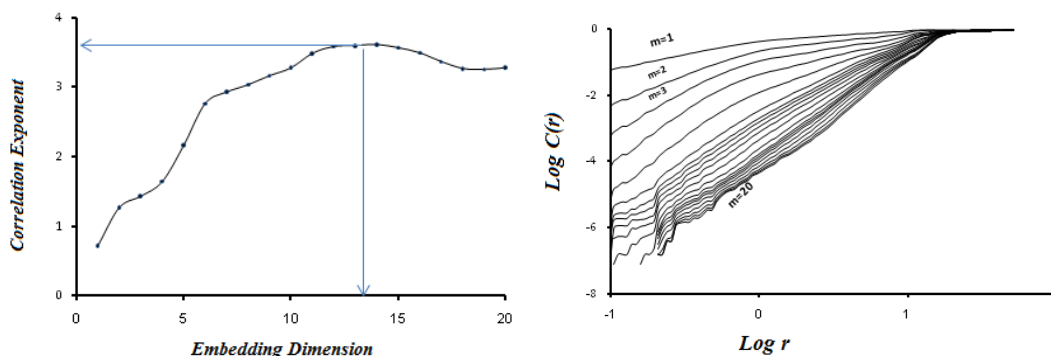 4
3
2
1
0
0
5
10
15
20
Correlation Exponent
Embedding Dimension
0
-2
-4
-6
-8
-1
0
1
Log C(r)
Log r
m=1
m=2
m=3
m=20